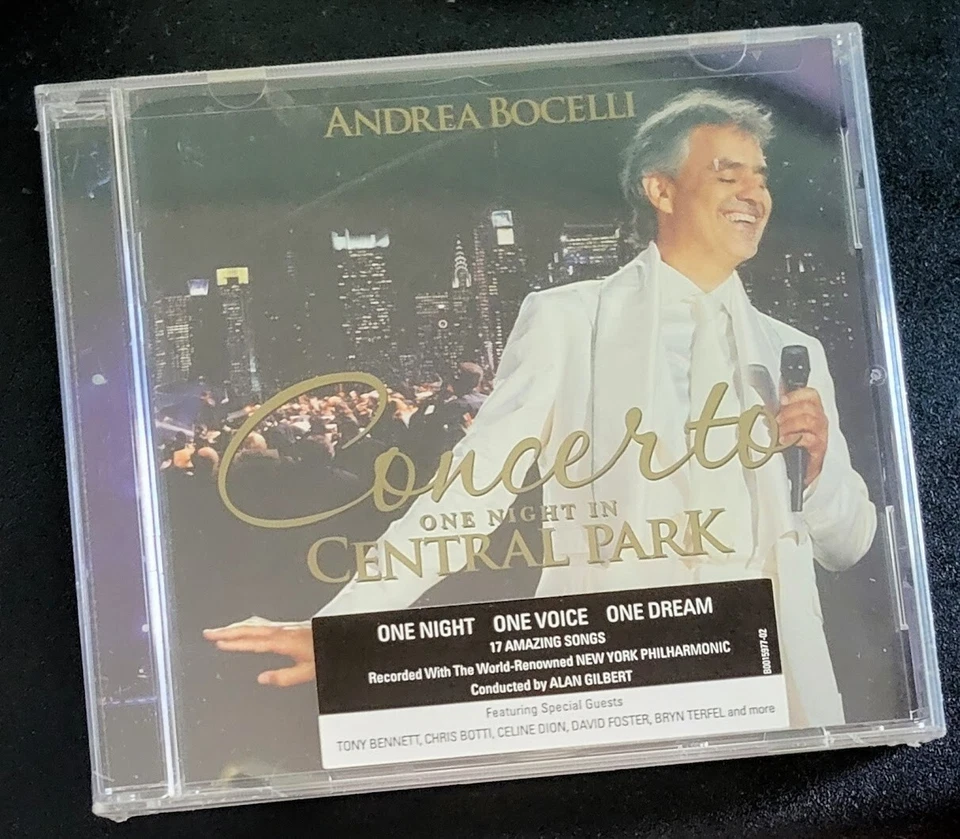 ANDREA BOCELLI
Concerto
ONE NIGHT IN
CENTRAL PARK
ONE NIGHT ONE VOICE ONE DREAM
17 AMAZING SONGS
Recorded With The World-Renowned NEW YORK PHILHARMONIC
Conducted by ALAN GILBERT
B0015977-02
Featuring Special Guests
TONY BENNETT, CHRIS BOTTI, CELINE DION, DAVID FOSTER, BRYN TERFEL and more